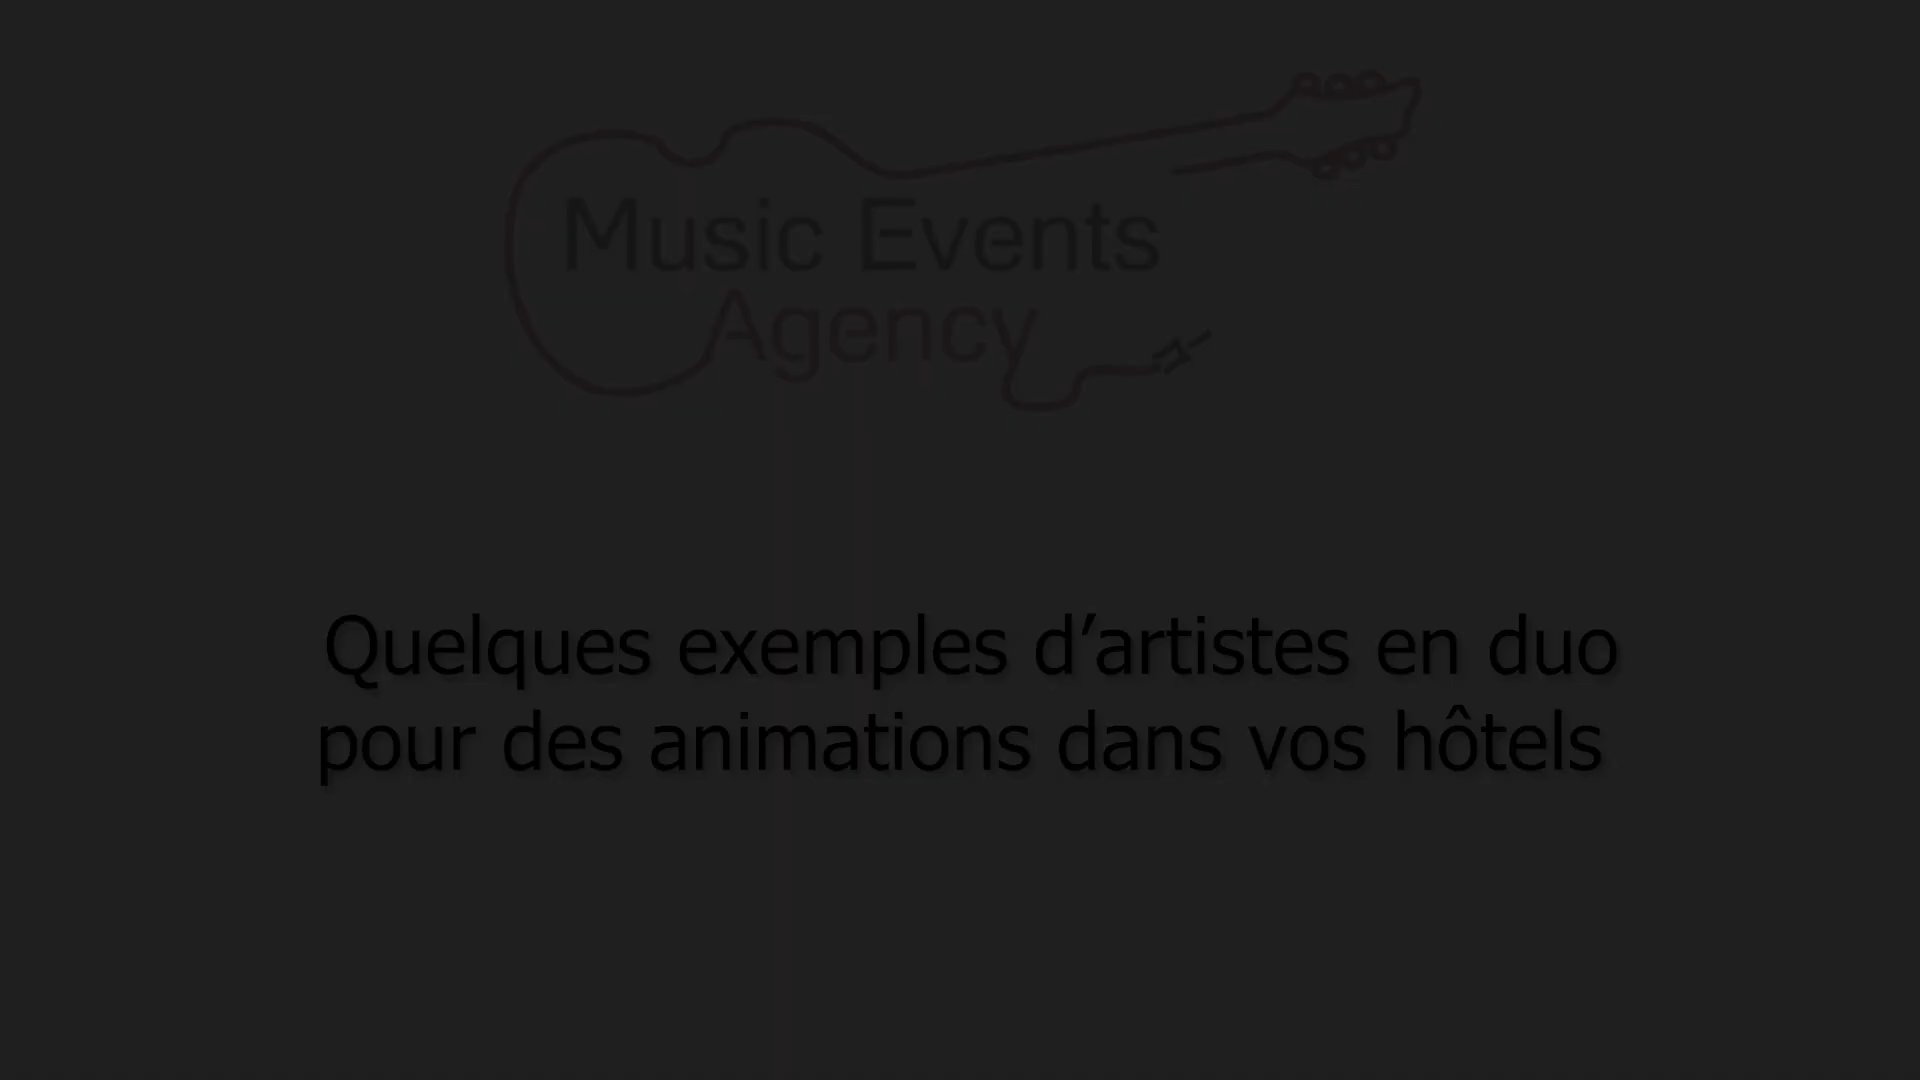 Music Events
Agency
Quelques exemples d’artistes en duo
pour des animations dans vos hôtels